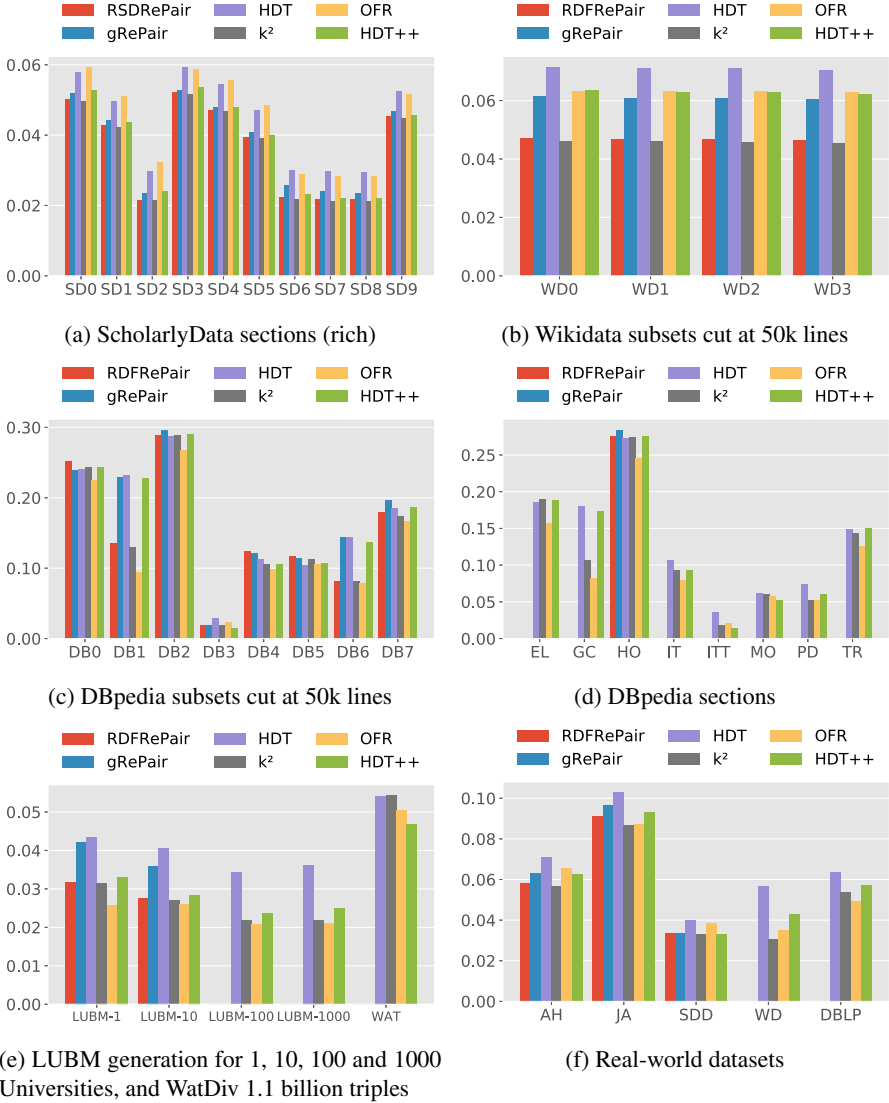 RSDRePair HDT OFR
gRePair k² HDT++
0.06
0.04
0.02
0.00
SD0 SD1 SD2 SD3 SD4 SD5 SD6 SD7 SD8 SD9
(a) ScholarlyData sections (rich)
RDFRePair HDT OFR
gRePair k² HDT++
0.06
0.04
0.02
0.00
WD0 WD1 WD2 WD3
(b) Wikidata subsets cut at 50k lines
RDFRePair HDT OFR
gRePair k² HDT++
0.30
0.20
0.10
0.00
DB0 DB1 DB2 DB3 DB4 DB5 DB6 DB7
(c) DBpedia subsets cut at 50k lines
RDFRePair HDT OFR
gRePair k² HDT++
0.25
0.20
0.15
0.10
0.05
0.00
EL GC HO IT ITT MO PD TR
(d) DBpedia sections
RDFRePair HDT OFR
gRePair k² HDT++
0.05
0.04
0.03
0.02
0.01
0.00
LUBM-1 LUBM-10 LUBM-100 LUBM-1000 WAT
(e) LUBM generation for 1, 10, 100 and 1000
Universities, and WatDiv 1.1 billion triples
RDFRePair HDT OFR
gRePair k² HDT++
0.10
0.08
0.06
0.04
0.02
0.00
AH JA SDD WD DBLP
(f) Real-world datasets